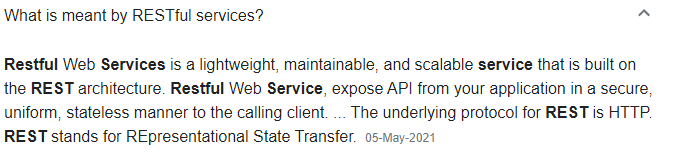 What is meant by RESTful services?
Restful Web Services is a lightweight, maintainable, and scalable service that is built on
the REST architecture. Restful Web Service, expose API from your application in a secure,
uniform, stateless manner to the calling client. ... The underlying protocol for REST is HTTP.
REST stands for REpresentational State Transfer. 05-May-2021